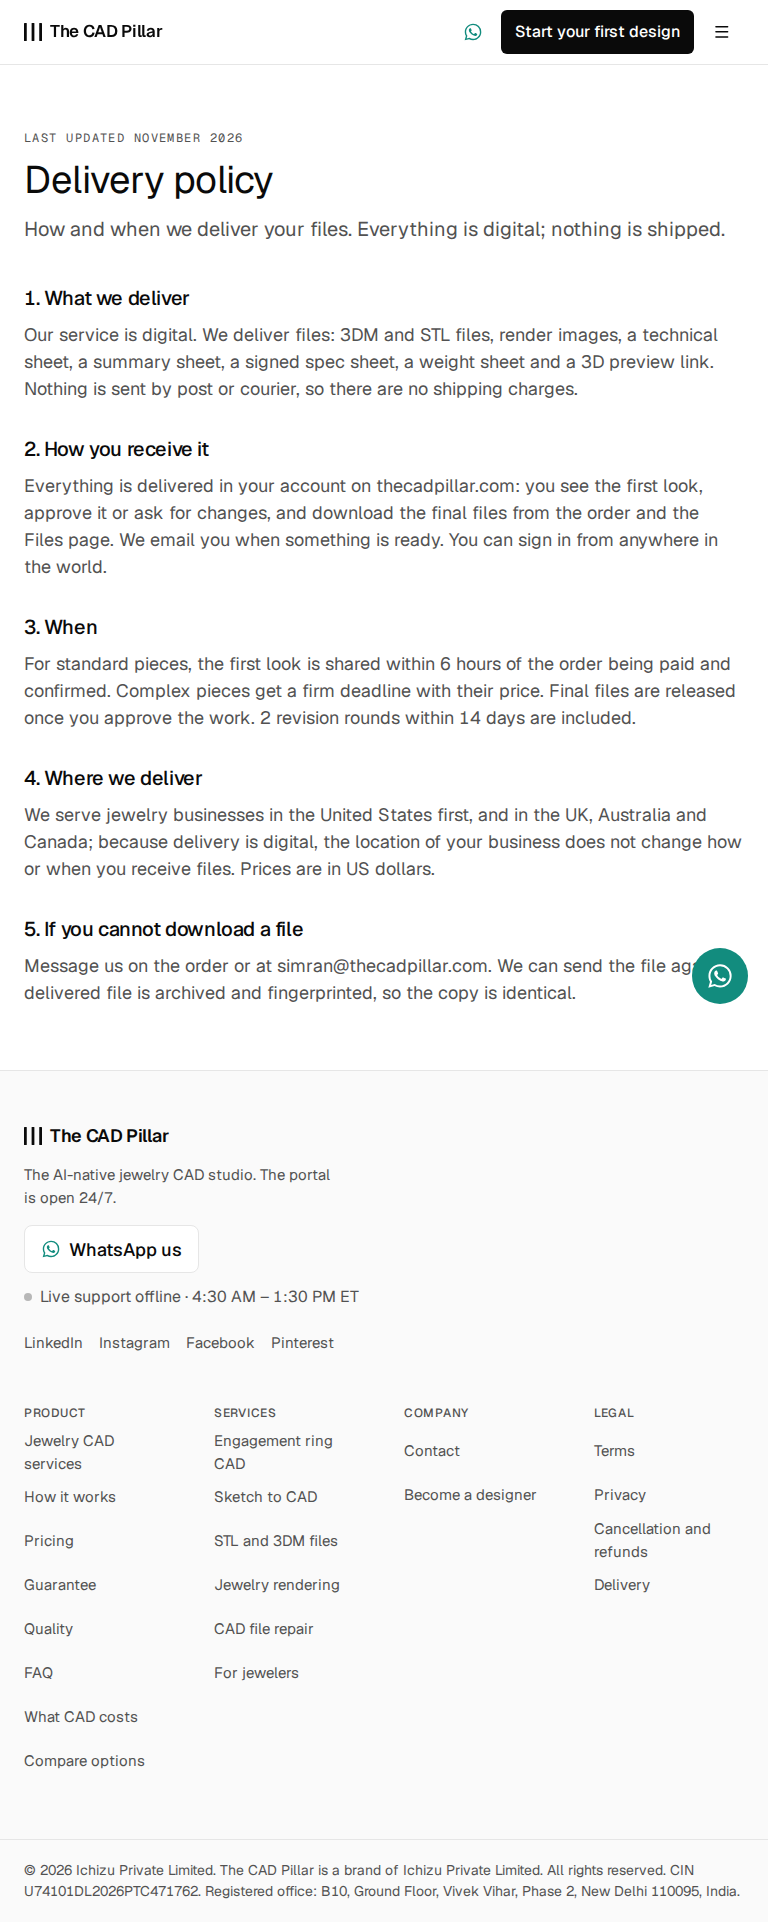 The CAD Pillar
Start your first design
LAST UPDATED NOVEMBER 2026
Delivery policy
How and when we deliver your files. Everything is digital; nothing is shipped.
1. What we deliver
Our service is digital. We deliver files: 3DM and STL files, render images, a technical
sheet, a summary sheet, a signed spec sheet, a weight sheet and a 3D preview link.
Nothing is sent by post or courier, so there are no shipping charges.
2. How you receive it
Everything is delivered in your account on thecadpillar.com: you see the first look,
approve it or ask for changes, and download the final files from the order and the
Files page. We email you when something is ready. You can sign in from anywhere in
the world.
3. When
For standard pieces, the first look is shared within 6 hours of the order being paid and
confirmed. Complex pieces get a firm deadline with their price. Final files are released
once you approve the work. 2 revision rounds within 14 days are included.
4. Where we deliver
We serve jewelry businesses in the United States first, and in the UK, Australia and
Canada; because delivery is digital, the location of your business does not change how
or when you receive files. Prices are in US dollars.
5. If you cannot download a file
Message us on the order or at simran@thecadpillar.com. We can send the file
delivered file is archived and fingerprinted, so the copy is identical.
The CAD Pillar
The AI-native jewelry CAD studio. The portal
is open 24/7.
WhatsApp us
Live support offline · 4:30 AM – 1:30 PM ET
LinkedIn Instagram Facebook Pinterest
PRODUCT
Jewelry CAD
services
How it works
Pricing
Guarantee
Quality
FAQ
What CAD costs
Compare options
SERVICES
Engagement ring
CAD
Sketch to CAD
STL and 3DM files
Jewelry rendering
CAD file repair
For jewelers
COMPANY
Contact
Become a designer
LEGAL
Terms
Privacy
Cancellation and
refunds
Delivery
© 2026 Ichizu Private Limited. The CAD Pillar is a brand of Ichizu Private Limited. All rights reserved. CIN
U74101DL2026PTC471762. Registered office: B10, Ground Floor, Vivek Vihar, Phase 2, New Delhi 110095, India.